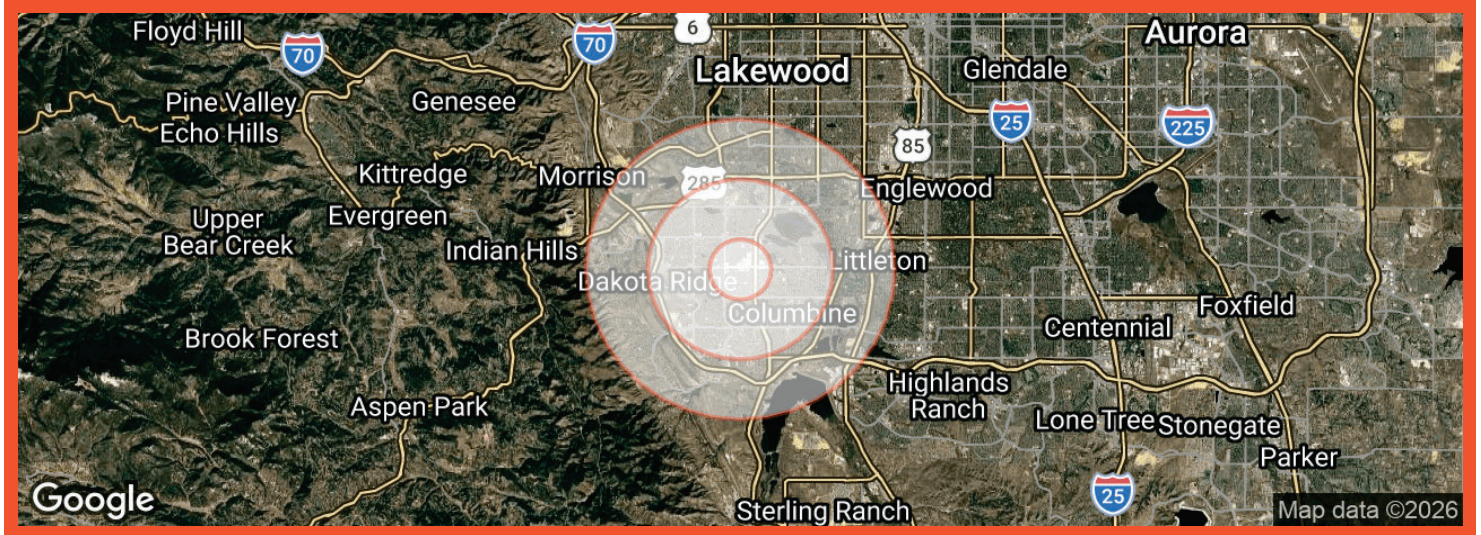 Floyd Hill
70
70
6
Aurora
Lakewood
Glendale
Pine Valley
Genesee
Echo Hills
25
225
85
Kittredge
Morrison
285
Englewood
Upper
Bear Creek
Evergreen
Indian Hills
Littleton
Dakota Ridge
Columbine
Foxfield
Centennial
Brook Forest
Highlands
Ranch
Aspen Park
Lone Tree
Stonegate
Parker
25
Google
Sterling Ranch
Map data ©2026